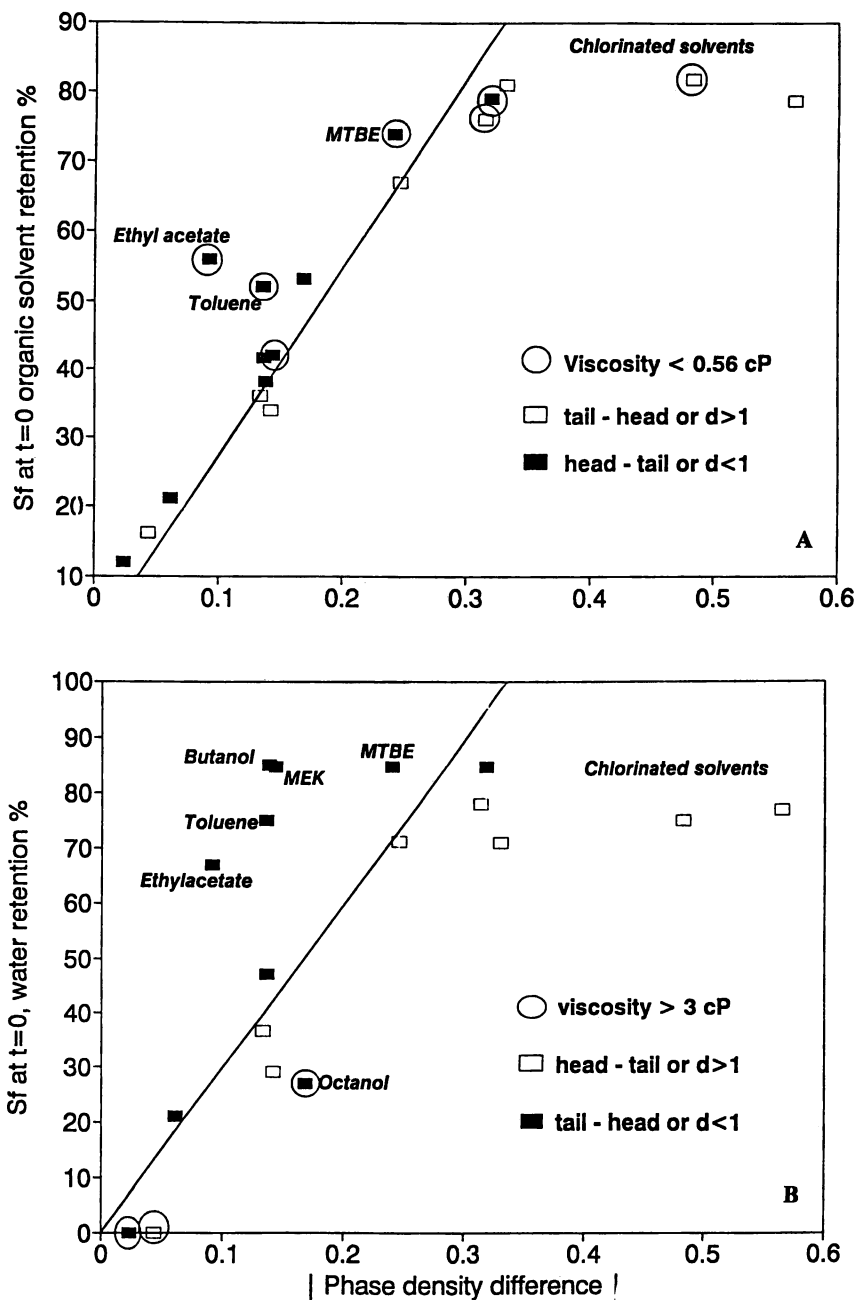 90
80
70
60
50
40
30
20
10
Sf at t=0 organic solvent retention %
Chlorinated solvents
MTBE
Ethyl acetate
Toluene
Viscosity < 0.56 cP
tail - head or d>1
head - tail or d<1
A
0 0.1 0.2 0.3 0.4 0.5 0.6
100
90
80
70
60
50
40
30
20
10
0
Sf at t=0, water retention %
Butanol
MEK
MTBE
Chlorinated solvents
Toluene
Ethylacetate
Octanol
viscosity > 3 cP
head - tail or d>1
tail - head or d<1
B
0 0.1 0.2 0.3 0.4 0.5 0.6
| Phase density difference |